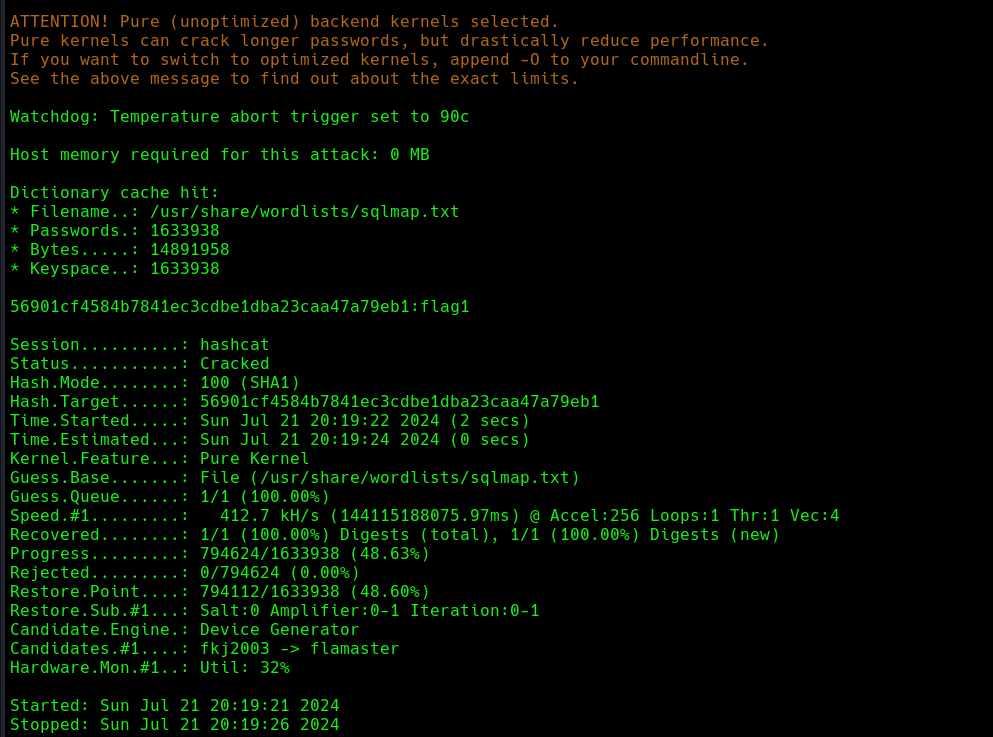 ATTENTION! Pure (unoptimized) backend kernels selected.
Pure kernels can crack longer passwords, but drastically reduce performance.
If you want to switch to optimized kernels, append -O to your commandline.
See the above message to find out about the exact limits.
Watchdog: Temperature abort trigger set to 90c
Host memory required for this attack: 0 MB
Dictionary cache hit:
* Filename..: /usr/share/wordlists/sqlmap.txt
* Passwords.: 1633938
* Bytes.....: 14891958
* Keyspace..: 1633938
56901cf4584b7841ec3cdbe1dba23caa47a79eb1:flag1
Session..........: hashcat
Status...........: Cracked
Hash.Mode........: 100 (SHA1)
Hash.Target......: 56901cf4584b7841ec3cdbe1dba23caa47a79eb1
Time.Started.....: Sun Jul 21 20:19:22 2024 (2 secs)
Time.Estimated...: Sun Jul 21 20:19:24 2024 (0 secs)
Kernel.Feature...: Pure Kernel
Guess.Base.......: File (/usr/share/wordlists/sqlmap.txt)
Guess.Queue......: 1/1 (100.00%)
Speed.#1.........:   412.7 kH/s (144115188075.97ms) @ Accel:256 Loops:1 Thr:1 Vec:4
Recovered........: 1/1 (100.00%) Digests (total), 1/1 (100.00%) Digests (new)
Progress.........: 794624/1633938 (48.63%)
Rejected.........: 0/794624 (0.00%)
Restore.Point....: 794112/1633938 (48.60%)
Restore.Sub.#1...: Salt:0 Amplifier:0-1 Iteration:0-1
Candidate.Engine.: Device Generator
Candidates.#1....: fkj2003 -> flamaster
Hardware.Mon.#1..: Util: 32%
Started: Sun Jul 21 20:19:21 2024
Stopped: Sun Jul 21 20:19:26 2024